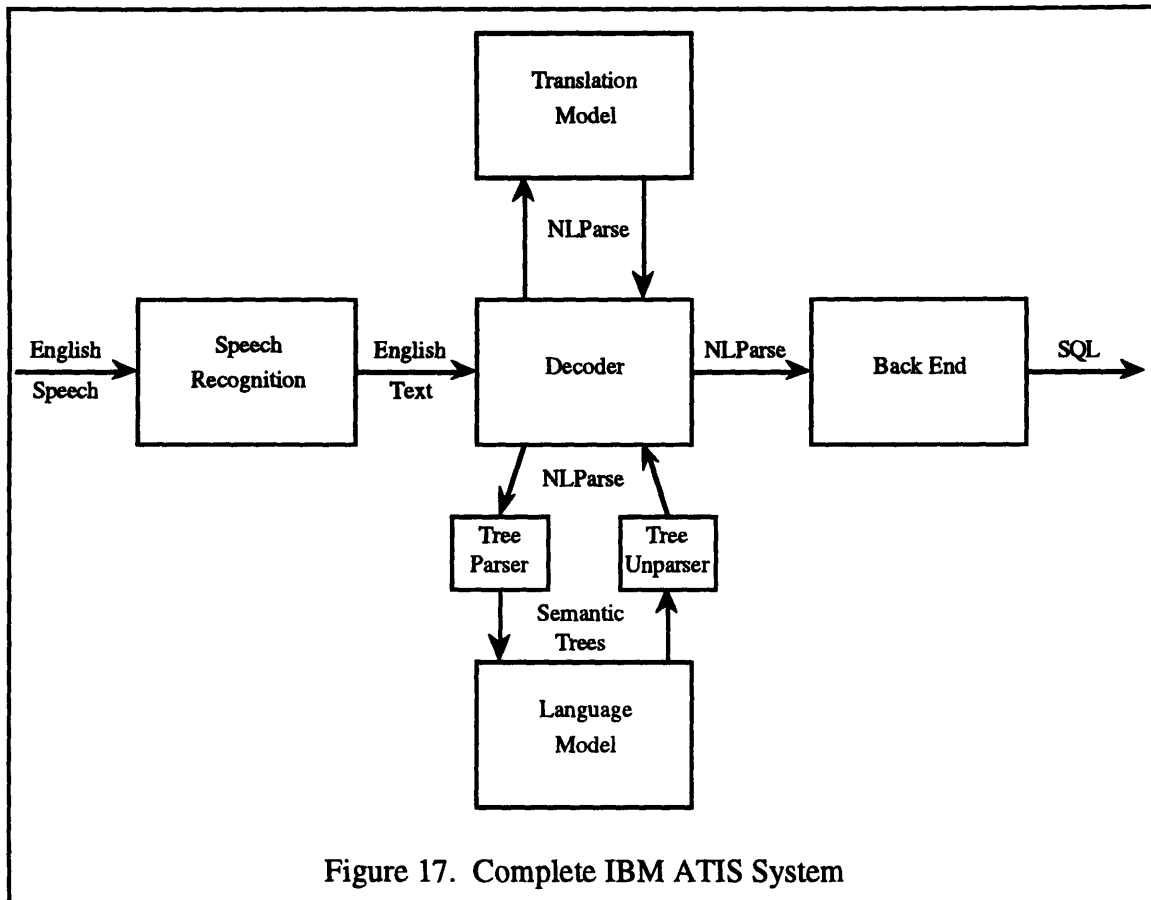 Translation
Model
NLParse
English
Speech
Speech
Recognition
English
Text
Decoder
NLParse
Back End
SQL
NLParse
Tree
Parser
Tree
Unparser
Semantic
Trees
Language
Model
Figure 17. Complete IBM ATIS System